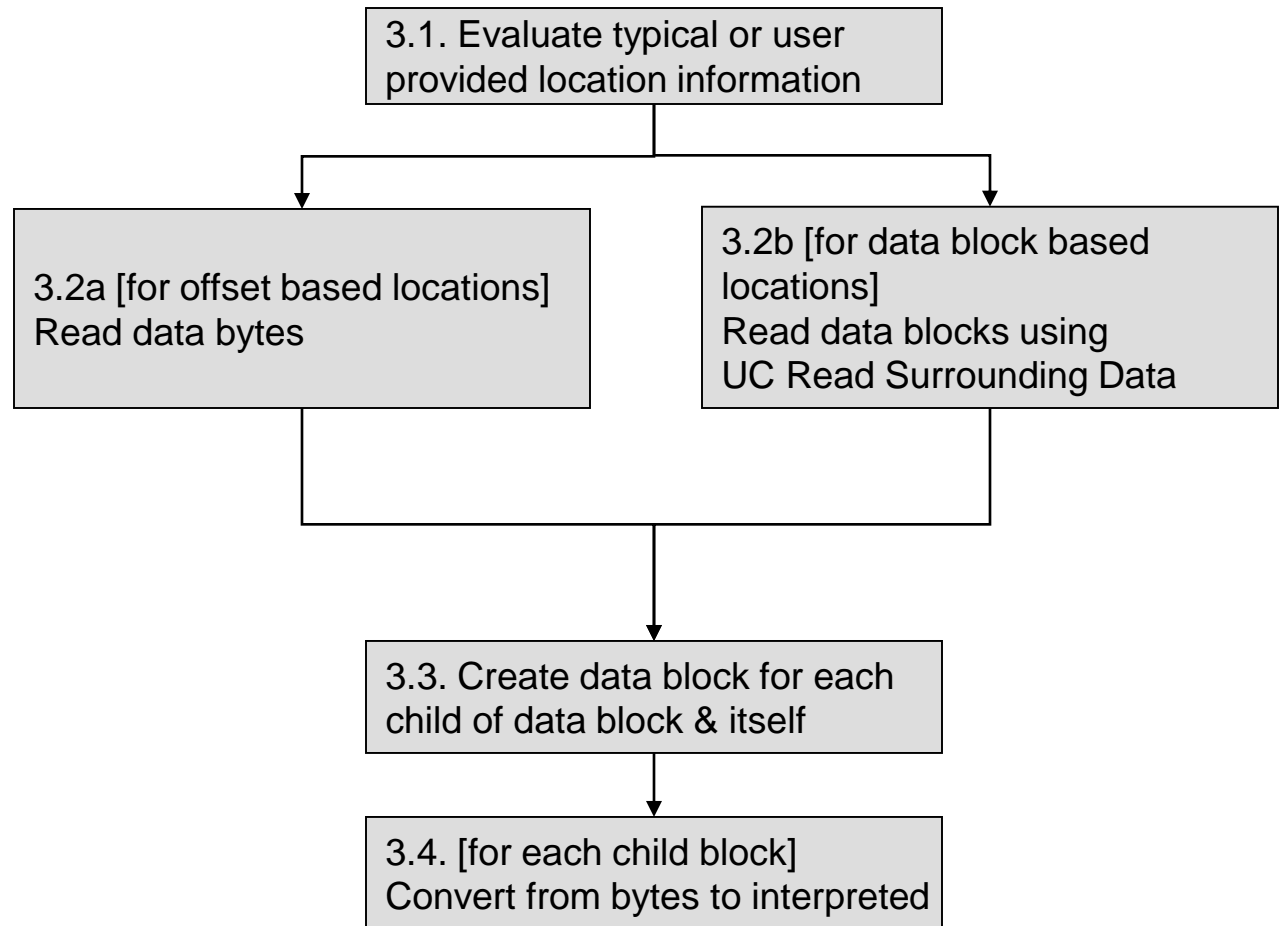 3.1. Evaluate typical or user
provided location information
3.2a [for offset based locations]
Read data bytes
3.2b [for data block based
locations]
Read data blocks using
UC Read Surrounding Data
3.3. Create data block for each
child of data block & itself
3.4. [for each child block]
Convert from bytes to interpreted